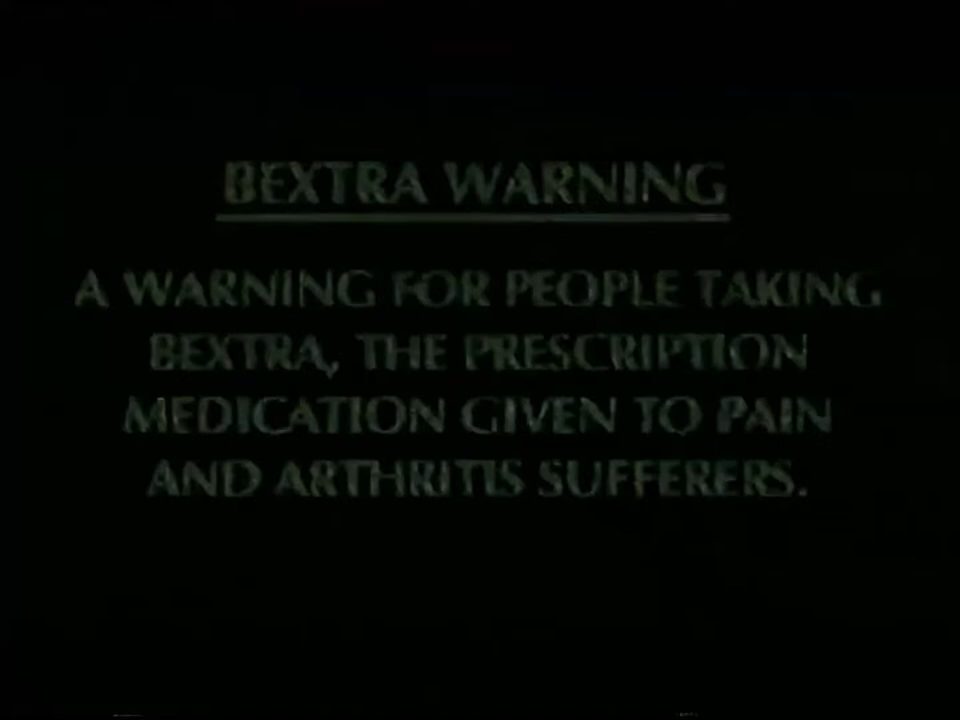 BEXTRA WARNING
A WARNING FOR PEOPLE TAKING
BEXTRA, THE PRESCRIPTION
MEDICATION GIVEN TO PAIN
AND ARTHRITIS SUFFERERS.